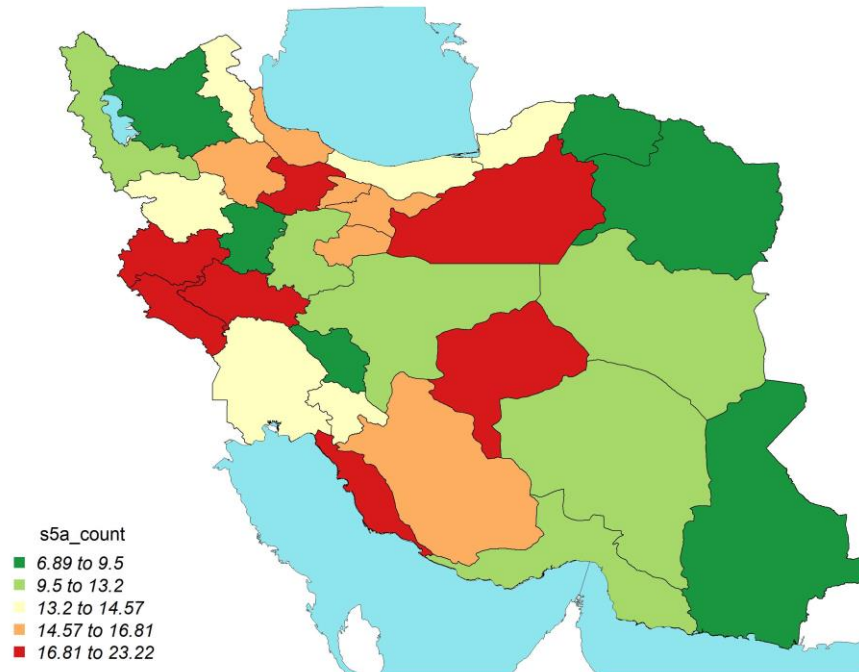 s5a_count
6.89 to 9.5
9.5 to 13.2
13.2 to 14.57
14.57 to 16.81
16.81 to 23.22